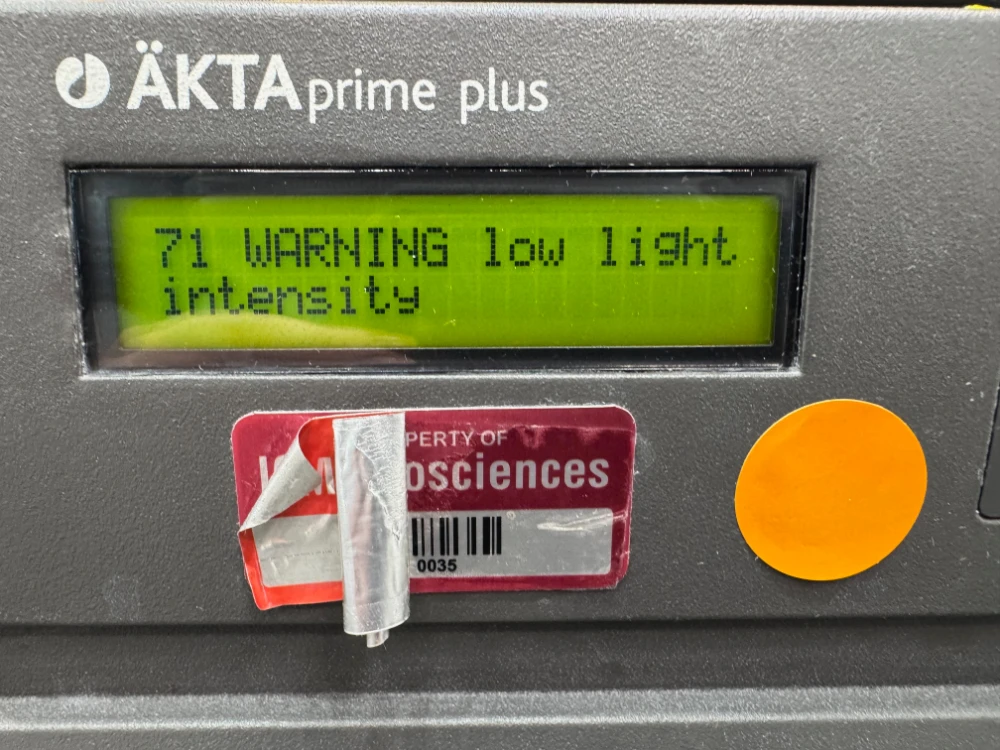 ÄKTAprime plus
71 WARNING low light
intensity
PERTY OF
osciences
0035